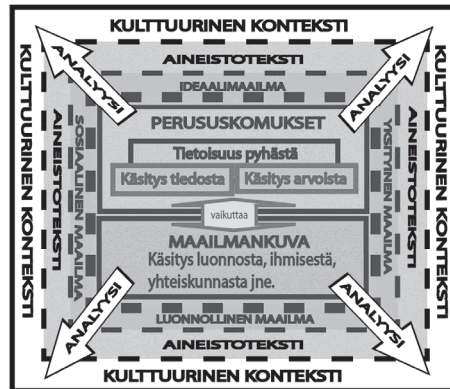 KULTTUURINEN KONTEKSTI
AINEISTOTEKSTI
IDEAALIMAAILMA
ANALYYSI
ANALYYSI
KULTTUURINEN KONTEKSTI
AINEISTOTEKSTI
SOSIAALINEN MAAILMA
PERUSUSKOMUKSET
Tietoisuus pyhästä
Käsitys tiedosta
Käsitys arvoista
vaikuttaa
MAAILMANKUVA
Käsitys luonnosta, ihmisestä,
yhteiskunnasta jne.
YKSITYINEN MAAILMA
AINEISTOTEKSTI
KULTTUURINEN KONTEKSTI
ANALYYSI
ANALYYSI
LUONNOLLINEN MAAILMA
AINEISTOTEKSTI
KULTTUURINEN KONTEKSTI